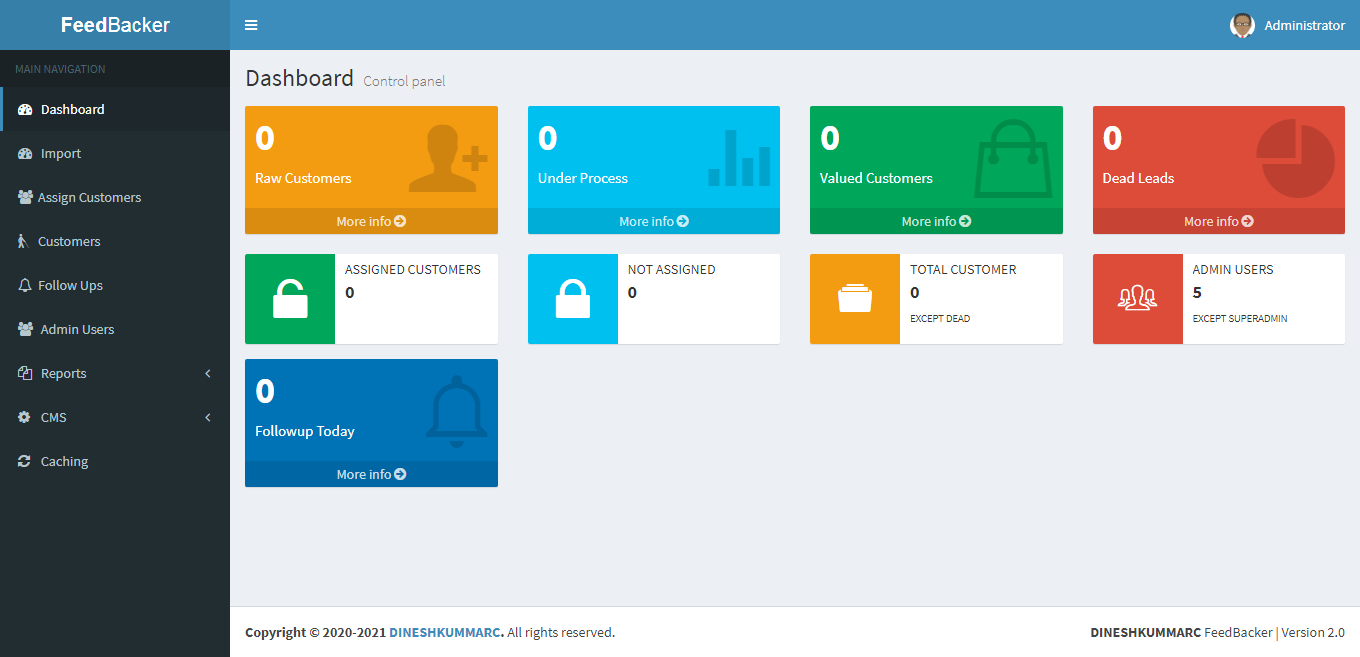 FeedBacker
Administrator
MAIN NAVIGATION
Dashboard
Import
Assign Customers
Customers
Follow Ups
Admin Users
Reports
CMS
Caching
Dashboard Control panel
0
Raw Customers
More info
0
Under Process
More info
0
Valued Customers
More info
0
Dead Leads
More info
ASSIGNED CUSTOMERS
0
NOT ASSIGNED
0
TOTAL CUSTOMER
0
EXCEPT DEAD
ADMIN USERS
5
EXCEPT SUPERADMIN
0
Followup Today
More info
Copyright © 2020-2021 DINESHKUMMARC. All rights reserved.
DINESHKUMMARC FeedBacker | Version 2.0